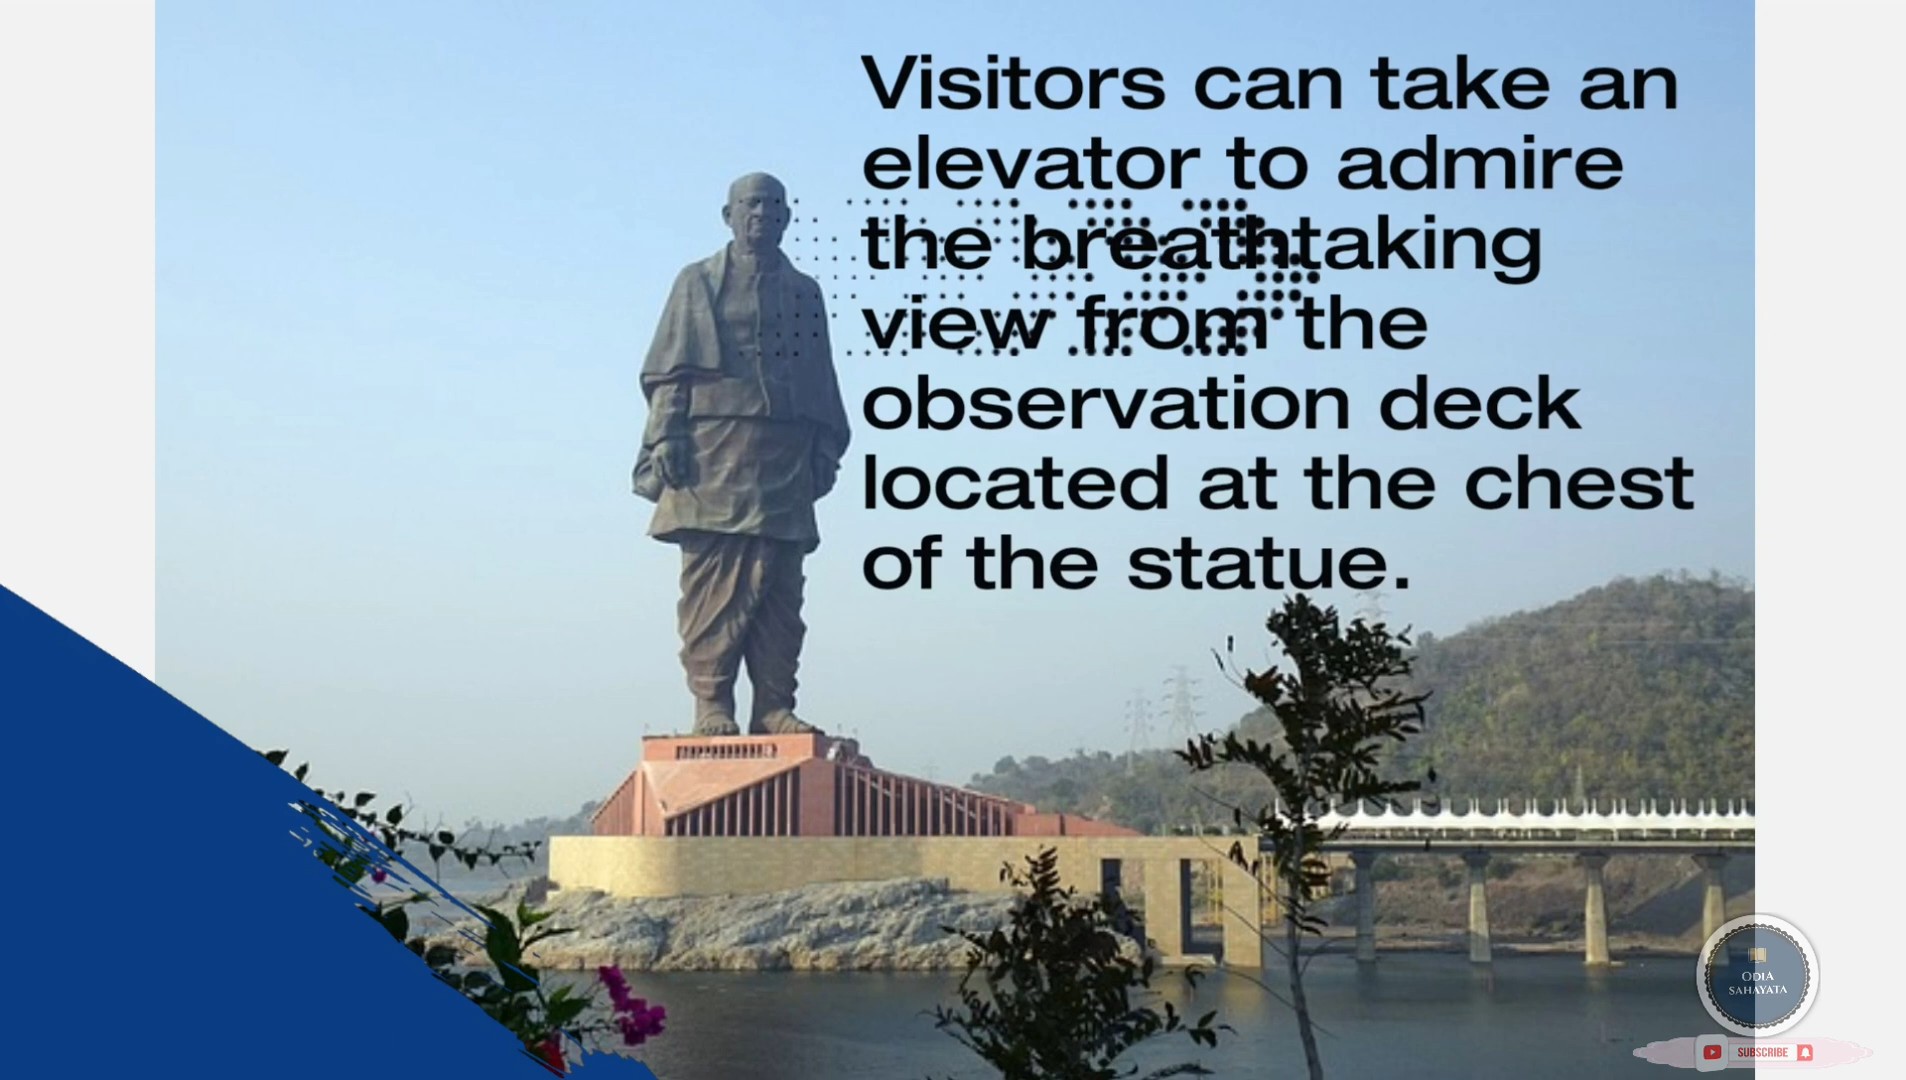 Visitors can take an
elevator to admire
the breathtaking
view from the
observation deck
located at the chest
of the statue.
ODIA
SAHAYATA
SUBSCRIBE